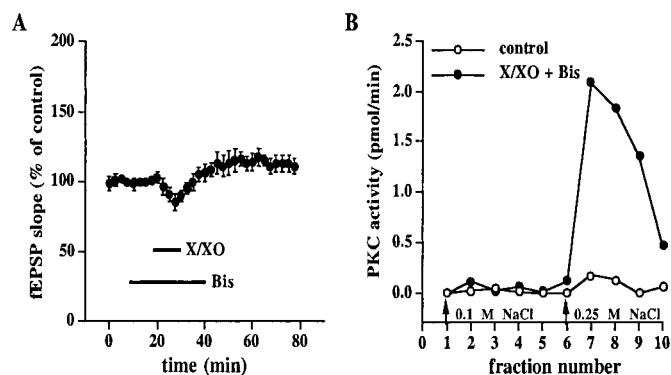 A
200
150
100
50
0
fEPSP slope (% of control)
X/XO
Bis
0 20 40 60 80
time (min)
B
control
X/XO + Bis
2.5
2.0
1.5
1.0
0.5
0.0
PKC activity (pmol/min)
0.1 M NaCl
0.25 M NaCl
0 1 2 3 4 5 6 7 8 9 10
fraction number